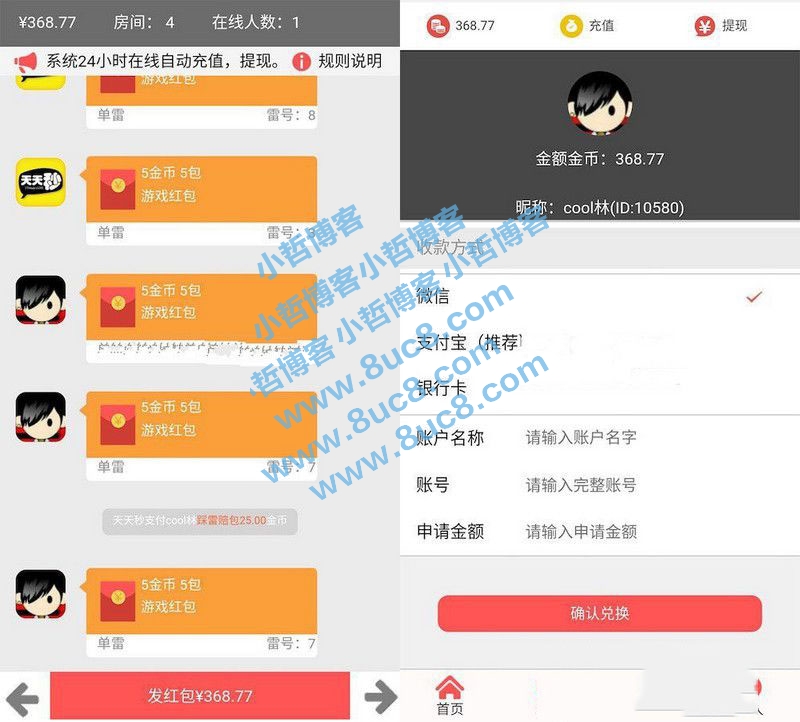 ¥368.77 房间： 4 在线人数：1
系统24小时在线自动充值，提现。 规则说明
单雷 雷号：8
天天秒
5金币 5包
游戏红包
单雷 雷号：
5金币 5包
游戏红包
5金币 5包
游戏红包
单雷 雷号：7
天天秒支付cool林踩雷赔包25.00金币
5金币 5包
游戏红包
单雷 雷号：7
发红包¥368.77
368.77 充值 提现
金额金币：368.77
昵称：cool林(ID:10580)
收款方式
微信
支付宝（推荐）
银行卡
账户名称 请输入账户名字
账号 请输入完整账号
申请金额 请输入申请金额
确认兑换
首页
小哲博客
小哲博客小哲博客
小哲博客小哲博客小哲博客
www.8uc8.com
www.8uc8.com
www.8uc8.com